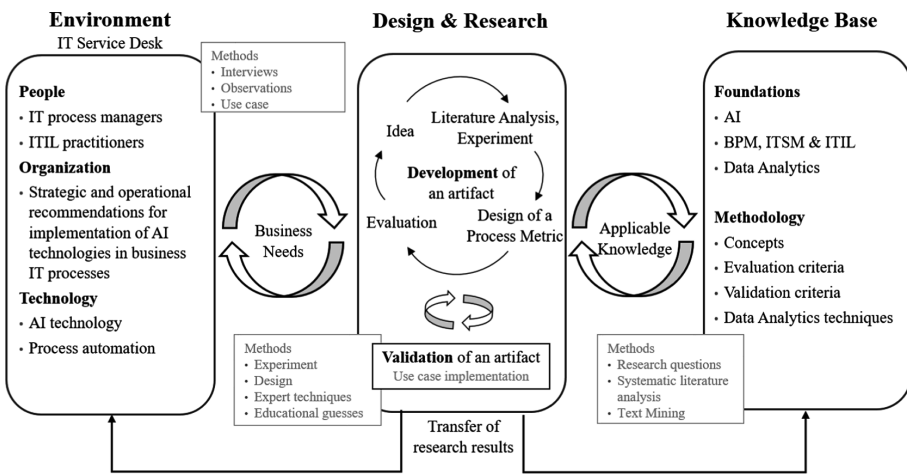 Environment
IT Service Desk
People
• IT process managers
• ITIL practitioners
Organization
• Strategic and operational
recommendations for
implementation of AI
technologies in business
IT processes
Technology
• AI technology
• Process automation
Methods
• Interviews
• Observations
• Use case
Business
Needs
Methods
• Experiment
• Design
• Expert techniques
• Educational guesses
Design & Research
Idea
Literature Analysis,
Experiment
Development of
an artifact
Evaluation
Design of a
Process Metric
Validation of an artifact
Use case implementation
Transfer of
research results
Applicable
Knowledge
Methods
• Research questions
• Systematic literature
analysis
• Text Mining
Knowledge Base
Foundations
• AI
• BPM, ITSM & ITIL
• Data Analytics
Methodology
• Concepts
• Evaluation criteria
• Validation criteria
• Data Analytics techniques